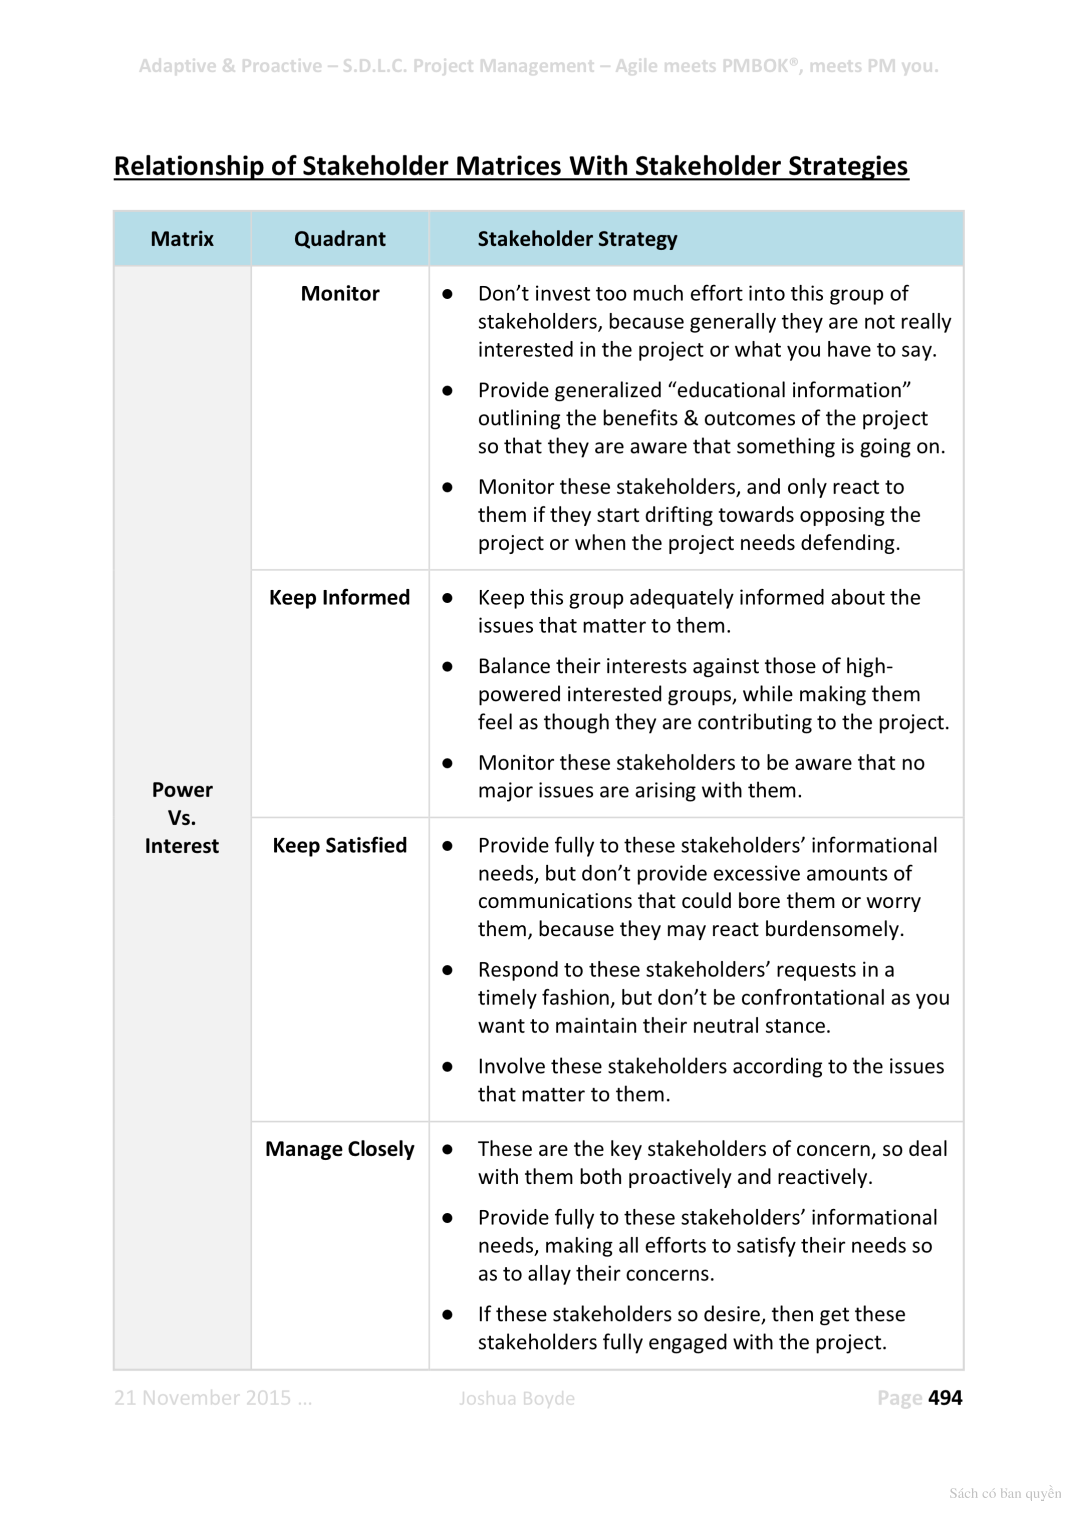 Adaptive & Proactive – S.D.L.C. Project Management – Agile meets PMBOK®, meets PM you.
Relationship of Stakeholder Matrices With Stakeholder Strategies
Matrix Quadrant Stakeholder Strategy
Monitor ● Don’t invest too much effort into this group of
stakeholders, because generally they are not really
interested in the project or what you have to say.
● Provide generalized “educational information”
outlining the benefits & outcomes of the project
so that they are aware that something is going on.
● Monitor these stakeholders, and only react to
them if they start drifting towards opposing the
project or when the project needs defending.
Keep Informed ● Keep this group adequately informed about the
issues that matter to them.
● Balance their interests against those of high-
powered interested groups, while making them
feel as though they are contributing to the project.
● Monitor these stakeholders to be aware that no
major issues are arising with them.
Power
Vs.
Interest
Keep Satisfied ● Provide fully to these stakeholders’ informational
needs, but don’t provide excessive amounts of
communications that could bore them or worry
them, because they may react burdensomely.
● Respond to these stakeholders’ requests in a
timely fashion, but don’t be confrontational as you
want to maintain their neutral stance.
● Involve these stakeholders according to the issues
that matter to them.
Manage Closely ● These are the key stakeholders of concern, so deal
with them both proactively and reactively.
● Provide fully to these stakeholders’ informational
needs, making all efforts to satisfy their needs so
as to allay their concerns.
● If these stakeholders so desire, then get these
stakeholders fully engaged with the project.
21 November 2015 … Joshua Boyde Page 494
Sách có bản quyền